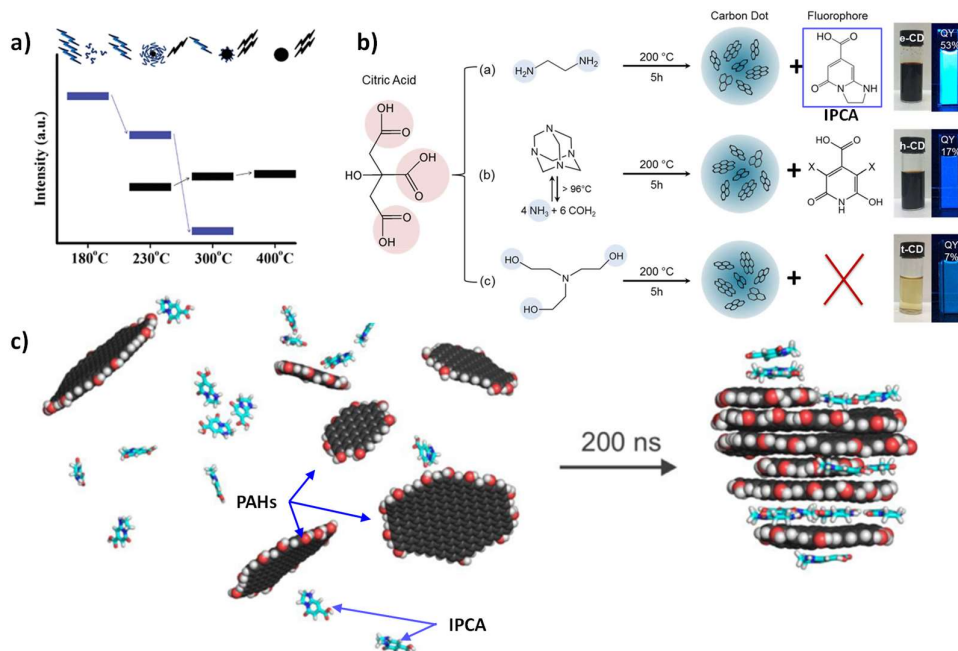 a)
Intensity (a.u.)
180°C 230°C 300°C 400°C
b)
Citric Acid
OH
O
O
OH
HO
O
O
OH
Carbon Dot
Fluorophore
(a)
H2N
NH2
200 °C
5h
+
HO
O
O
N
NH
IPCA
e-CD
QY
53%
(b)
N
N
N
N
> 96°C
4 NH3 + 6 COH2
200 °C
5h
+
HO
O
X
X
O
N
H
OH
h-CD
QY
17%
(c)
HO
OH
N
HO
200 °C
5h
+
t-CD
QY
7%
c)
PAHs
IPCA
200 ns